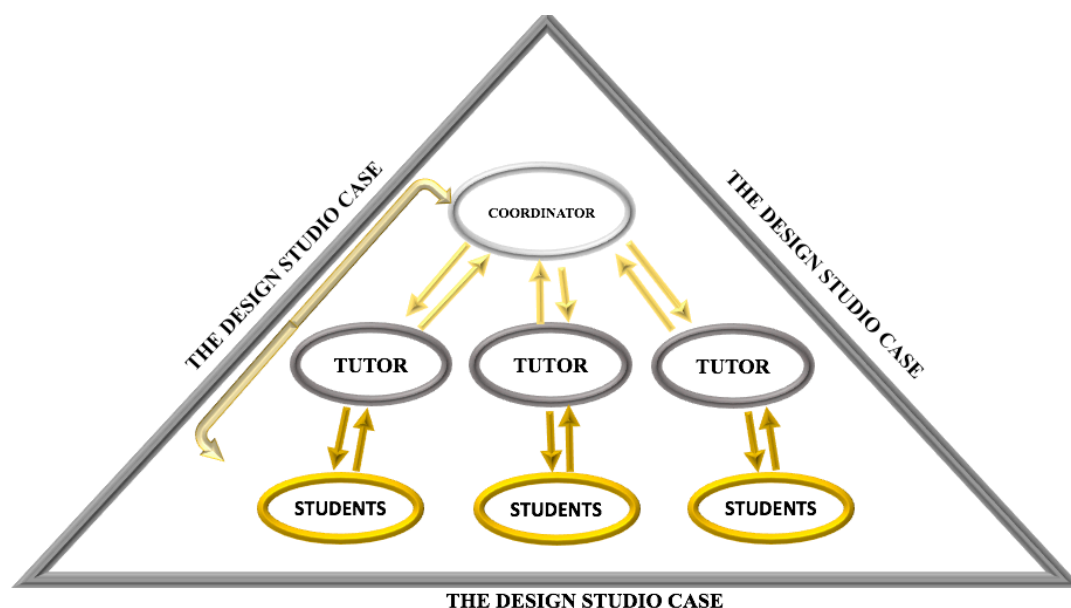 THE DESIGN STUDIO CASE
THE DESIGN STUDIO CASE
COORDINATOR
TUTOR
TUTOR
TUTOR
STUDENTS
STUDENTS
STUDENTS
THE DESIGN STUDIO CASE